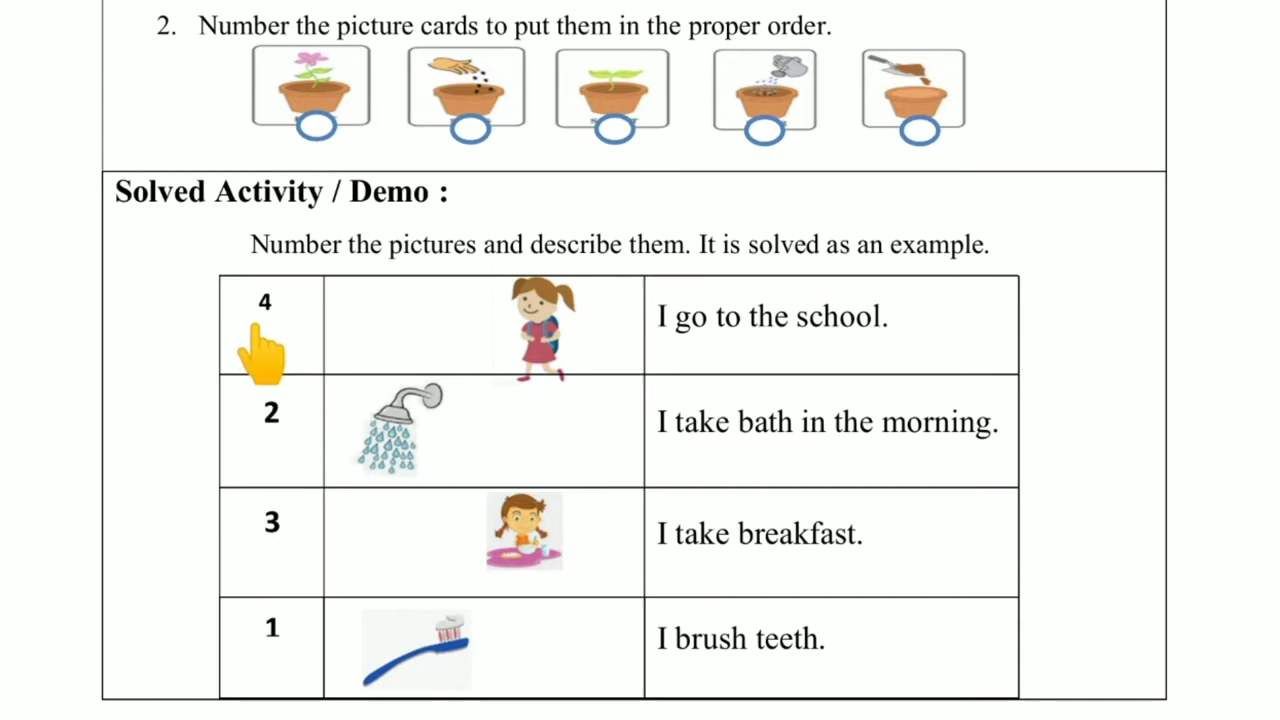 2. Number the picture cards to put them in the proper order.
Solved Activity / Demo :
Number the pictures and describe them. It is solved as an example.
4
I go to the school.
2
I take bath in the morning.
3
I take breakfast.
1
I brush teeth.